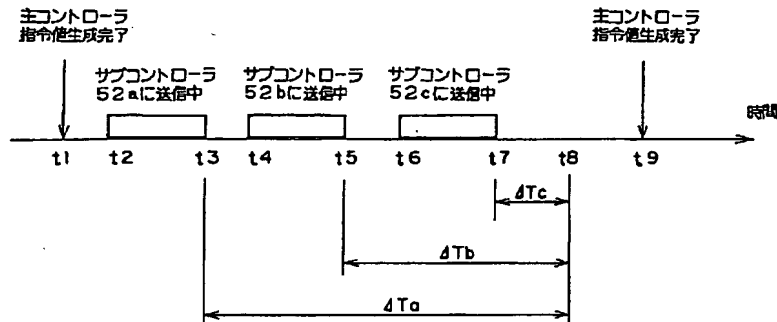 主コントローラ
指令値生成完了
主コントローラ
指令値生成完了
サブコントローラ
52aに送信中
サブコントローラ
52bに送信中
サブコントローラ
52cに送信中
時間
t1 t2 t3 t4 t5 t6 t7 t8 t9
ΔTc
ΔTb
ΔTa